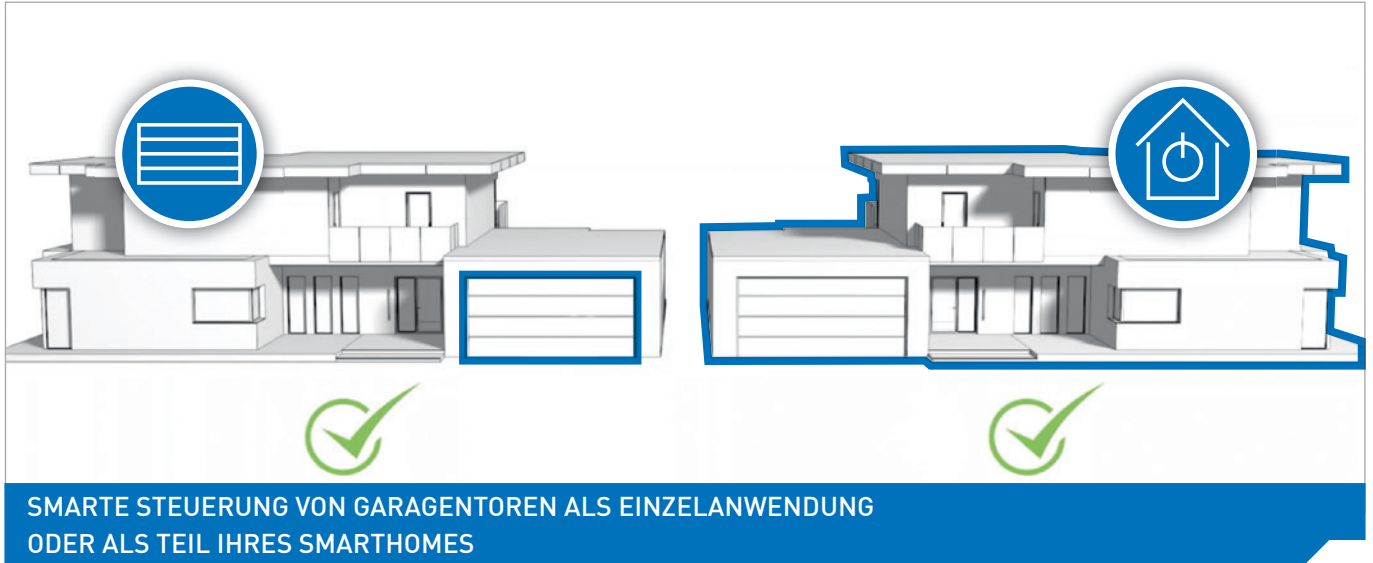 SMARTE STEUERUNG VON GARAGENTOREN ALS EINZELANWENDUNG
ODER ALS TEIL IHRES SMARTHOMES